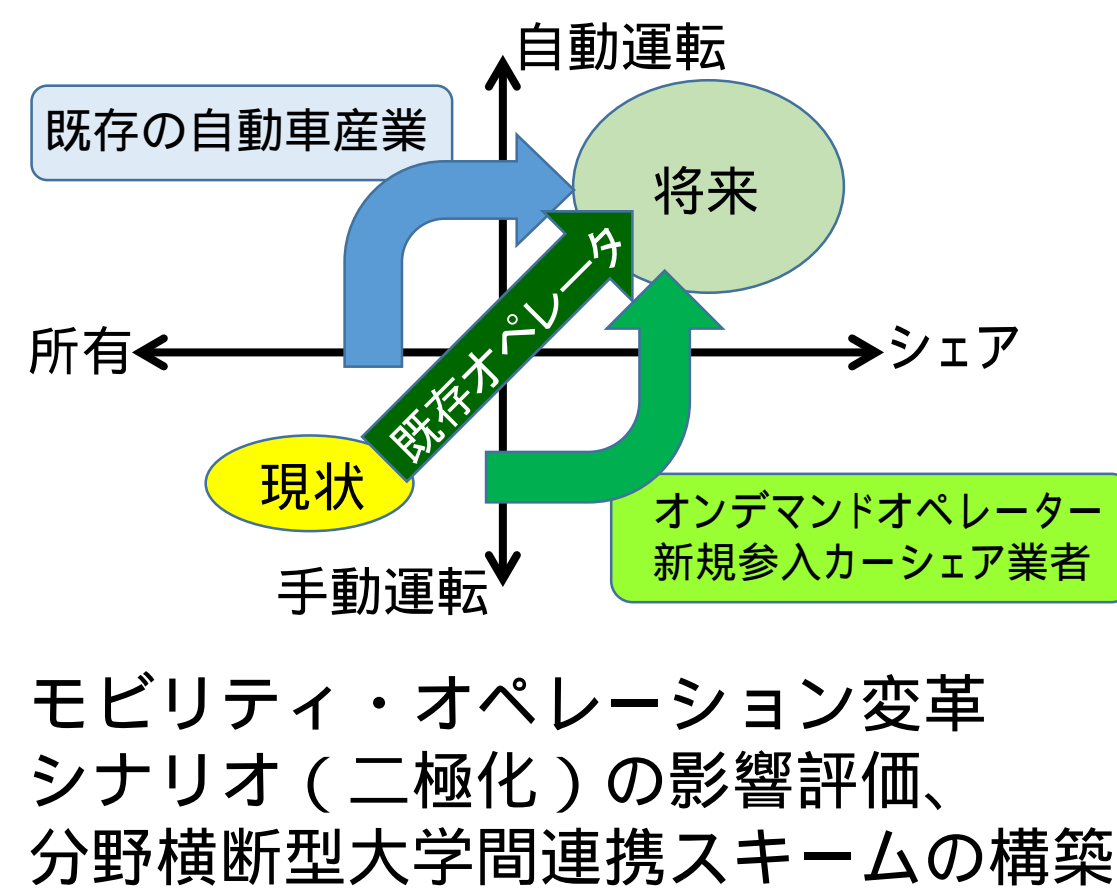 自動運転
既存の自動車産業
将来
既存オペレータ
所有
シェア
現状
オンデマンドオペレーター
新規参入カーシェア業者
手動運転
モビリティ・オペレーション変革
シナリオ(二極化)の影響評価、
分野横断型大学間連携スキームの構築